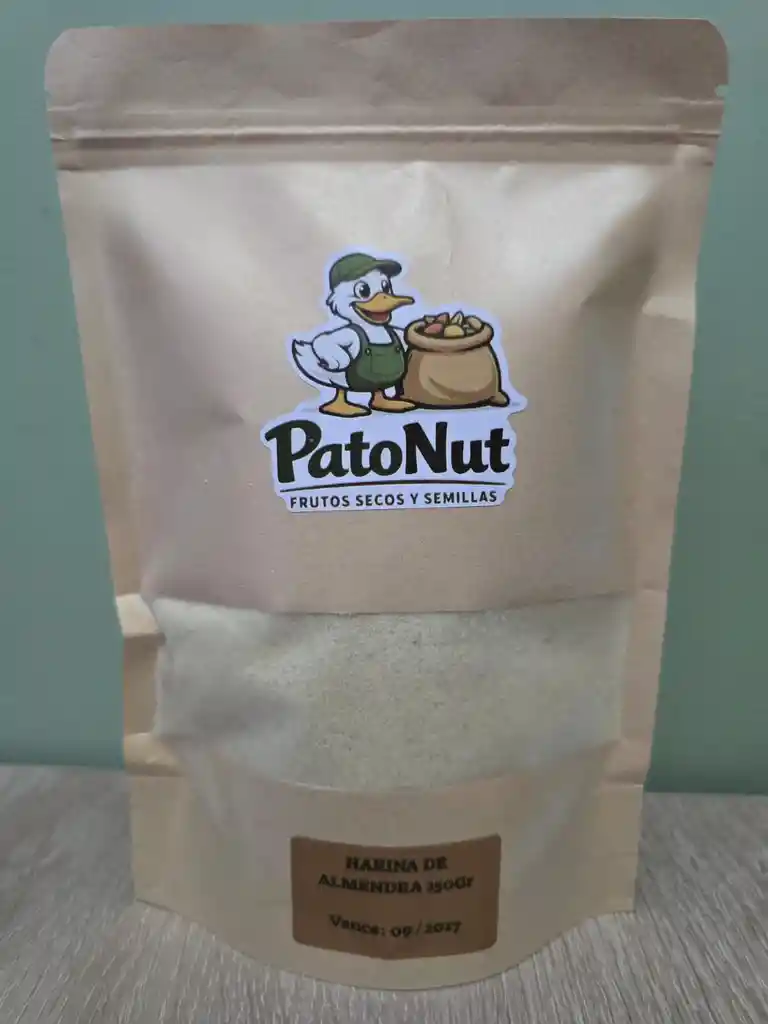 PatoNut
FRUTOS SECOS Y SEMILLAS
HARINA DE
ALMENDRA 250Gr
Vence: 09/2027